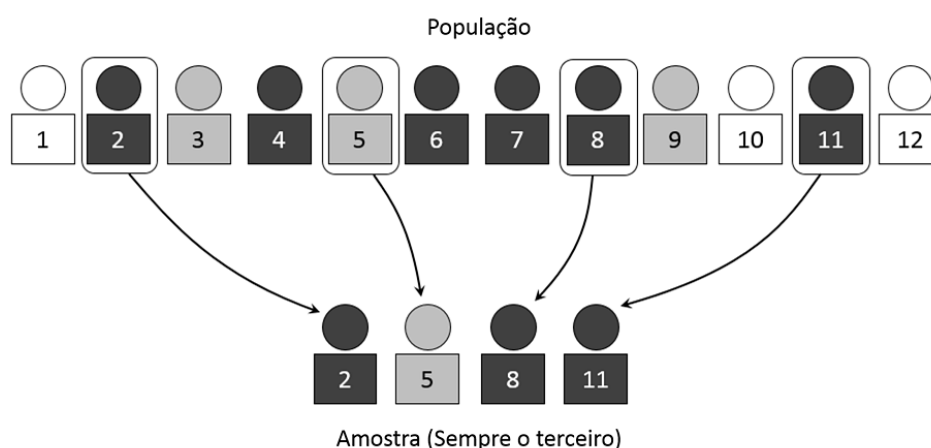 População
1 2 3 4 5 6 7 8 9 10 11 12
2 5 8 11
Amostra (Sempre o terceiro)